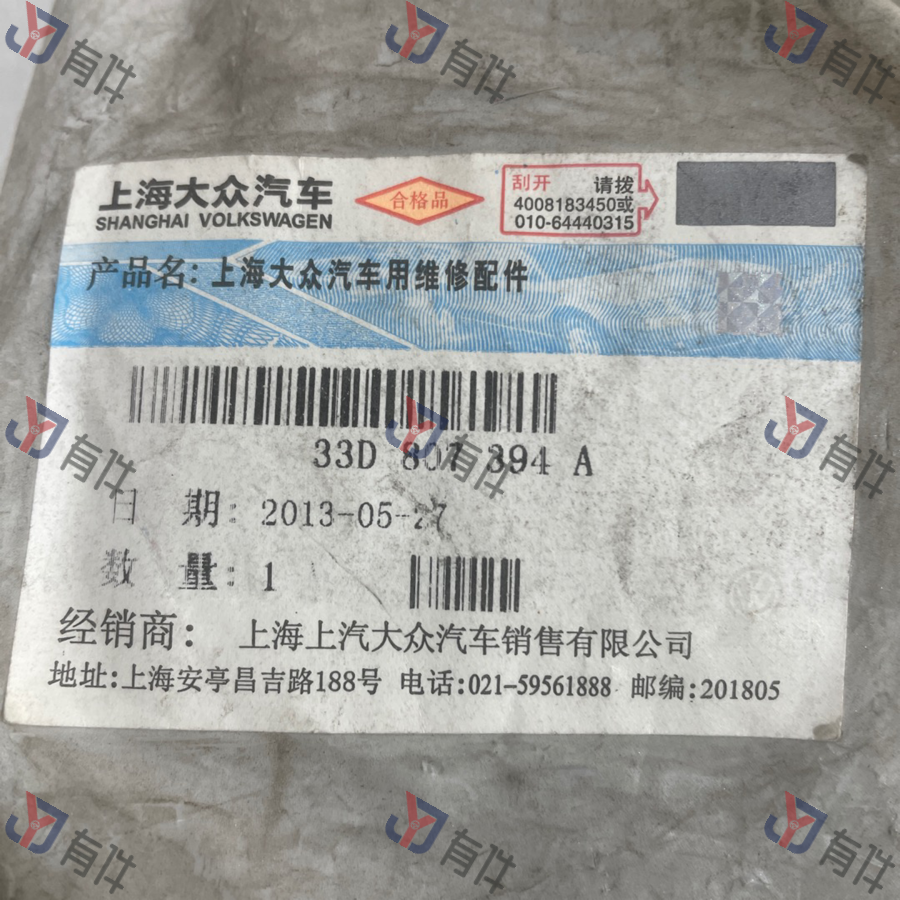 上海大众汽车
SHANGHAI VOLKSWAGEN
合格品
刮开 请拨
4008183450或
010-64440315
产品名：上海大众汽车用维修配件
33D 807 394 A
日 期：2013-05-27
数 量：1
经销商： 上海上汽大众汽车销售有限公司
地址:上海安亭昌吉路188号 电话:021-59561888 邮编:201805
有件
有件
有件
有件
有件
有件
有件
有件
有件